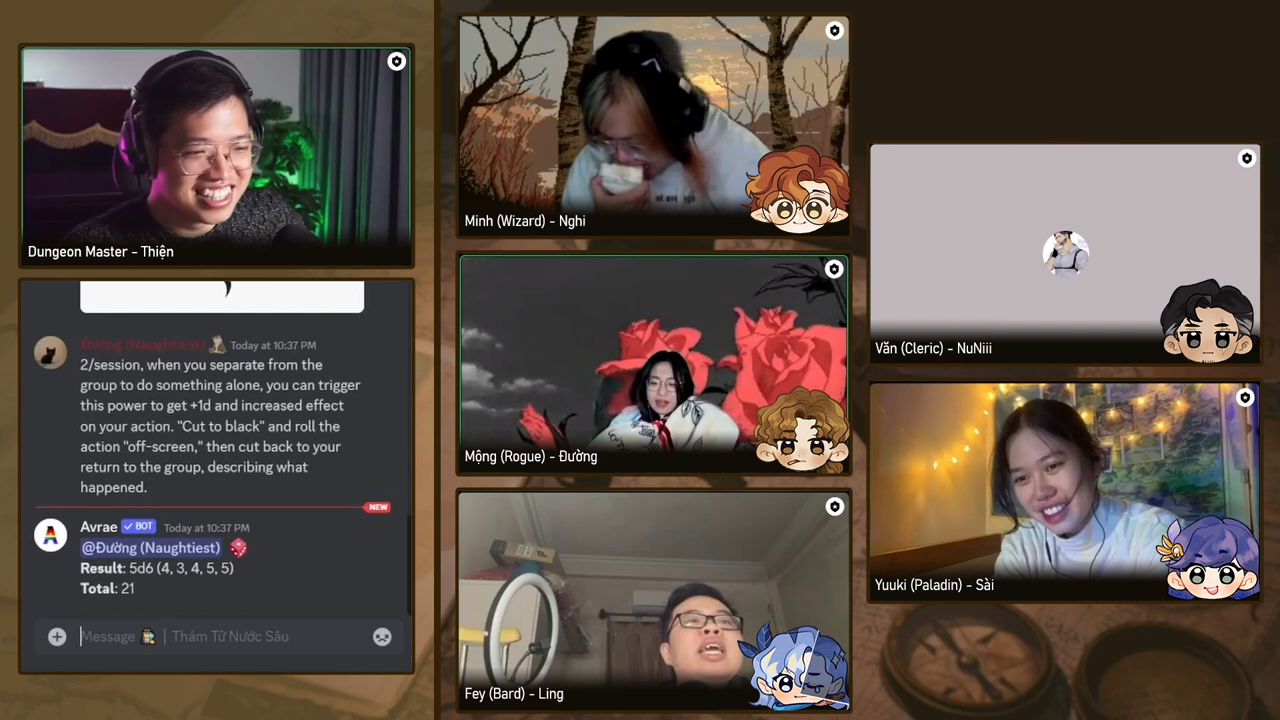 Dungeon Master - Thiện
Đường (Naughtiest) Today at 10:37 PM
2/session, when you separate from the
group to do something alone, you can trigger
this power to get +1d and increased effect
on your action. "Cut to black" and roll the
action "off-screen," then cut back to your
return to the group, describing what
happened.
NEW
Avrae BOT Today at 10:37 PM
@Đường (Naughtiest)
Result: 5d6 (4, 3, 4, 5, 5)
Total: 21
Message | Thám Tử Nước Sâu
Minh (Wizard) - Nghi
Mộng (Rogue) - Đường
Fey (Bard) - Ling
Văn (Cleric) - NuNiii
Yuuki (Paladin) - Sài